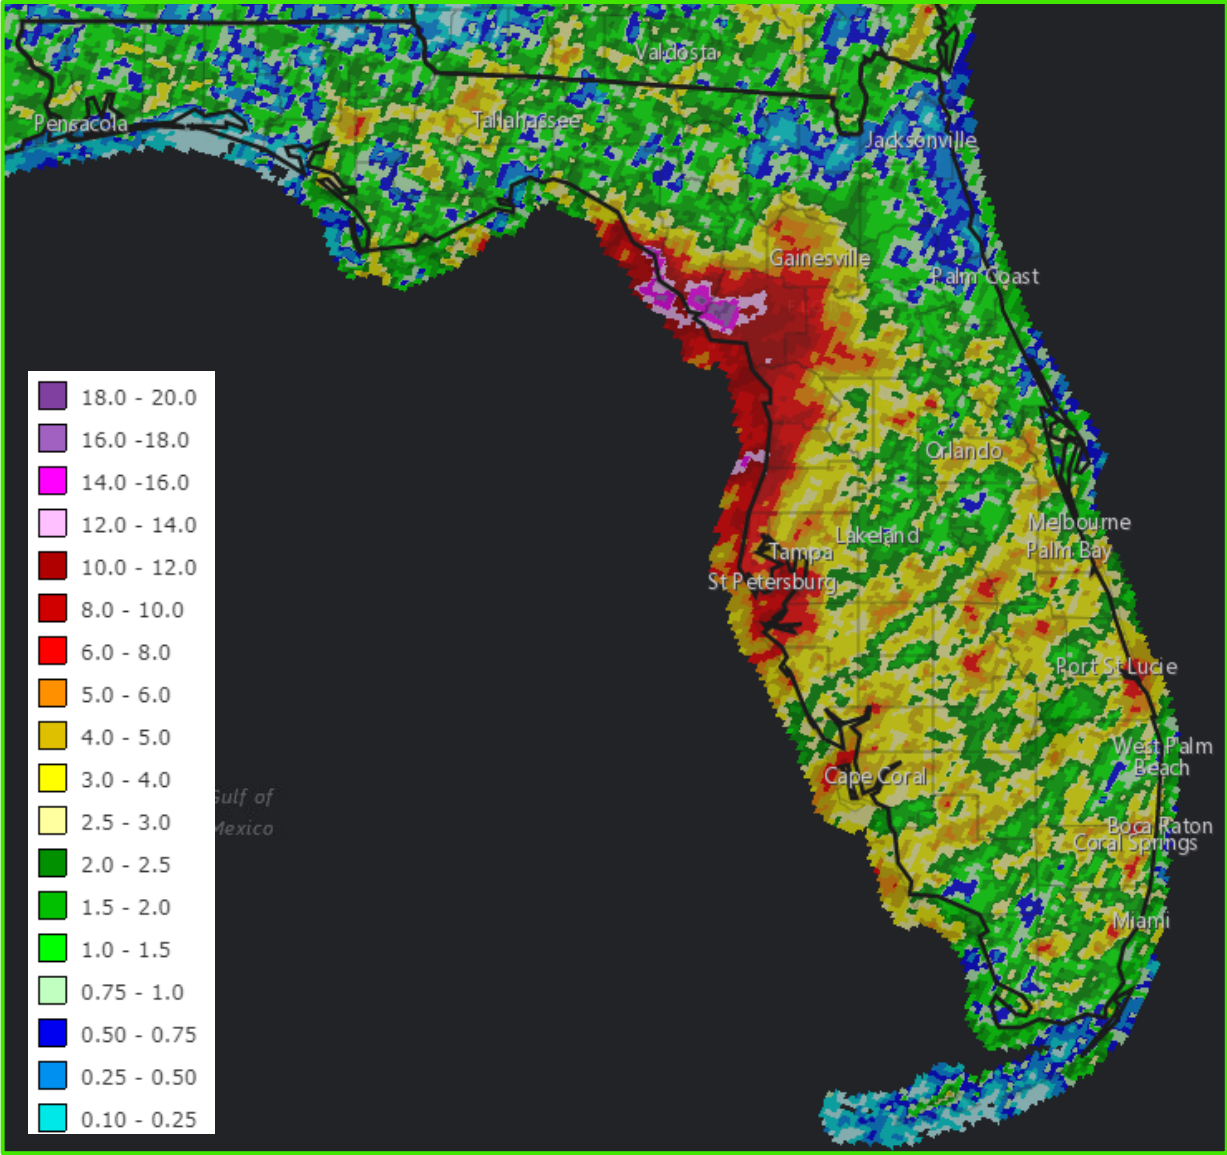 Valdosta
Pensacola
Tallahassee
Jacksonville
Gainesville
Palm Coast
Orlando
Melbourne
Lakeland
Tampa
Palm Bay
St Petersburg
Port St Lucie
West Palm
Beach
Cape Coral
Boca Raton
Coral Springs
Miami
Gulf of
Mexico
18.0 - 20.0
16.0 -18.0
14.0 -16.0
12.0 - 14.0
10.0 - 12.0
8.0 - 10.0
6.0 - 8.0
5.0 - 6.0
4.0 - 5.0
3.0 - 4.0
2.5 - 3.0
2.0 - 2.5
1.5 - 2.0
1.0 - 1.5
0.75 - 1.0
0.50 - 0.75
0.25 - 0.50
0.10 - 0.25